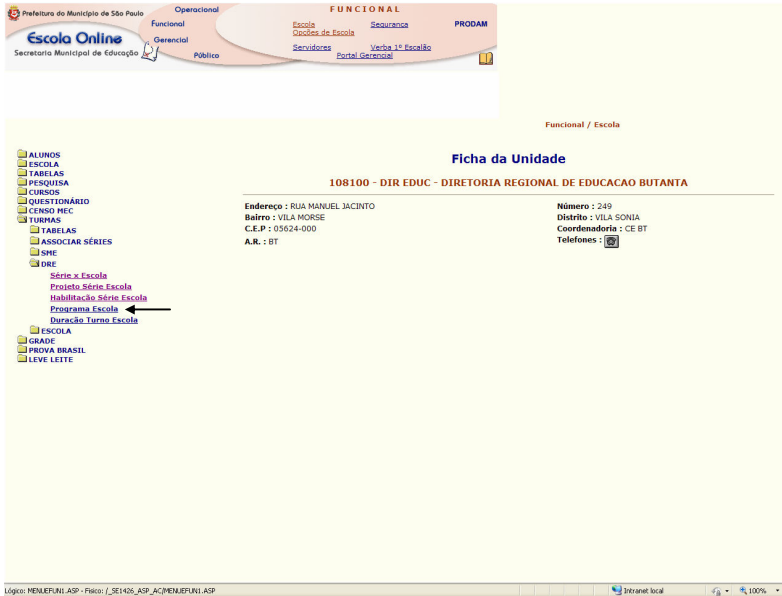 Prefeitura do Município de São Paulo
Escola Online
Secretaria Municipal de Educação
Operacional
Funcional
Gerencial
Público
FUNCIONAL
Escola Segurança PRODAM
Opções de Escola
Servidores Verba 1º Escalão
Portal Gerencial
Funcional / Escola
ALUNOS
ESCOLA
TABELAS
PESQUISA
CURSOS
QUESTIONÁRIO
CENSO MEC
TURMAS
TABELAS
ASSOCIAR SÉRIES
SME
DRE
Série x Escola
Projeto Série Escola
Habilitação Série Escola
Programa Escola
Duração Turno Escola
ESCOLA
GRADE
PROVA BRASIL
LEVE LEITE
Ficha da Unidade
108100 - DIR EDUC - DIRETORIA REGIONAL DE EDUCACAO BUTANTA
Endereço : RUA MANUEL JACINTO Número : 249
Bairro : VILA MORSE Distrito : VILA SONIA
C.E.P : 05624-000 Coordenadoria : CE BT
A.R. : BT Telefones :
Lógico: MENUEFUN1.ASP - Fisico: /_SE1426_ASP_AC/MENUEFUN1.ASP Intranet local 100%